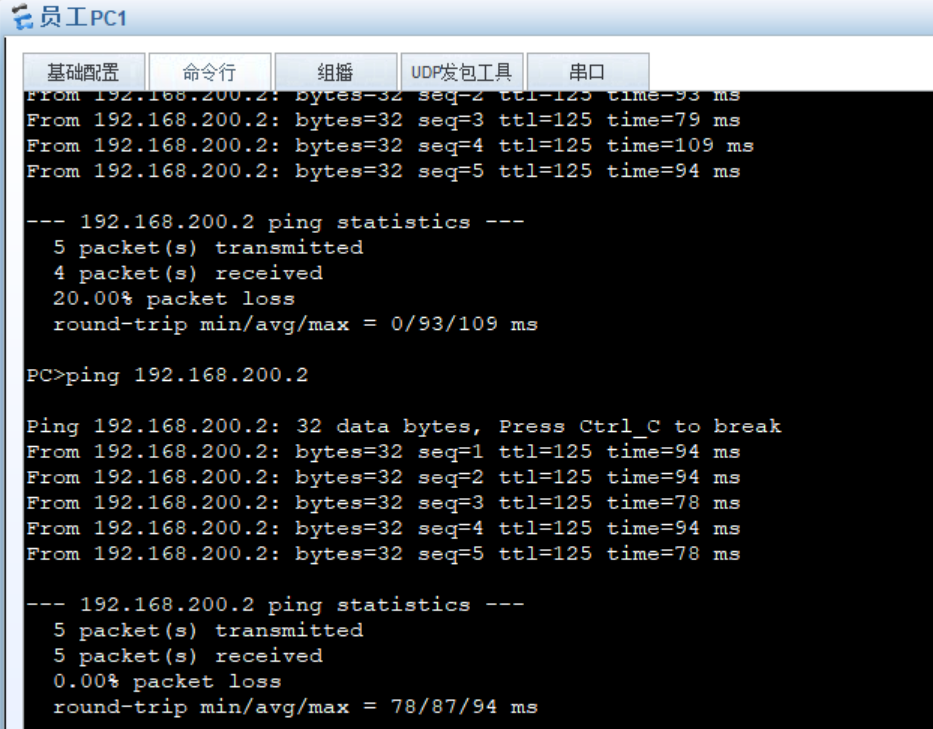 员工PC1
基础配置 命令行 组播 UDP发包工具 串口
From 192.168.200.2: bytes=32 seq=2 ttl=125 time=93 ms
From 192.168.200.2: bytes=32 seq=3 ttl=125 time=79 ms
From 192.168.200.2: bytes=32 seq=4 ttl=125 time=109 ms
From 192.168.200.2: bytes=32 seq=5 ttl=125 time=94 ms
--- 192.168.200.2 ping statistics ---
5 packet(s) transmitted
4 packet(s) received
20.00% packet loss
round-trip min/avg/max = 0/93/109 ms
PC>ping 192.168.200.2
Ping 192.168.200.2: 32 data bytes, Press Ctrl_C to break
From 192.168.200.2: bytes=32 seq=1 ttl=125 time=94 ms
From 192.168.200.2: bytes=32 seq=2 ttl=125 time=94 ms
From 192.168.200.2: bytes=32 seq=3 ttl=125 time=78 ms
From 192.168.200.2: bytes=32 seq=4 ttl=125 time=94 ms
From 192.168.200.2: bytes=32 seq=5 ttl=125 time=78 ms
--- 192.168.200.2 ping statistics ---
5 packet(s) transmitted
5 packet(s) received
0.00% packet loss
round-trip min/avg/max = 78/87/94 ms